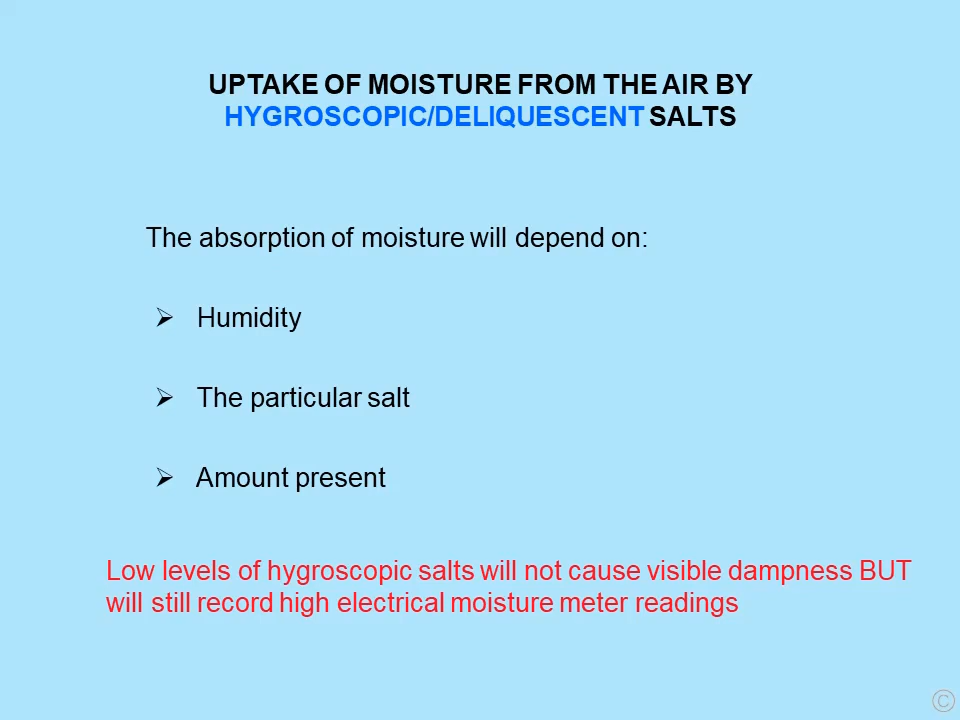 UPTAKE OF MOISTURE FROM THE AIR BY
HYGROSCOPIC/DELIQUESCENT SALTS
The absorption of moisture will depend on:
➢ Humidity
➢ The particular salt
➢ Amount present
Low levels of hygroscopic salts will not cause visible dampness BUT
will still record high electrical moisture meter readings
©